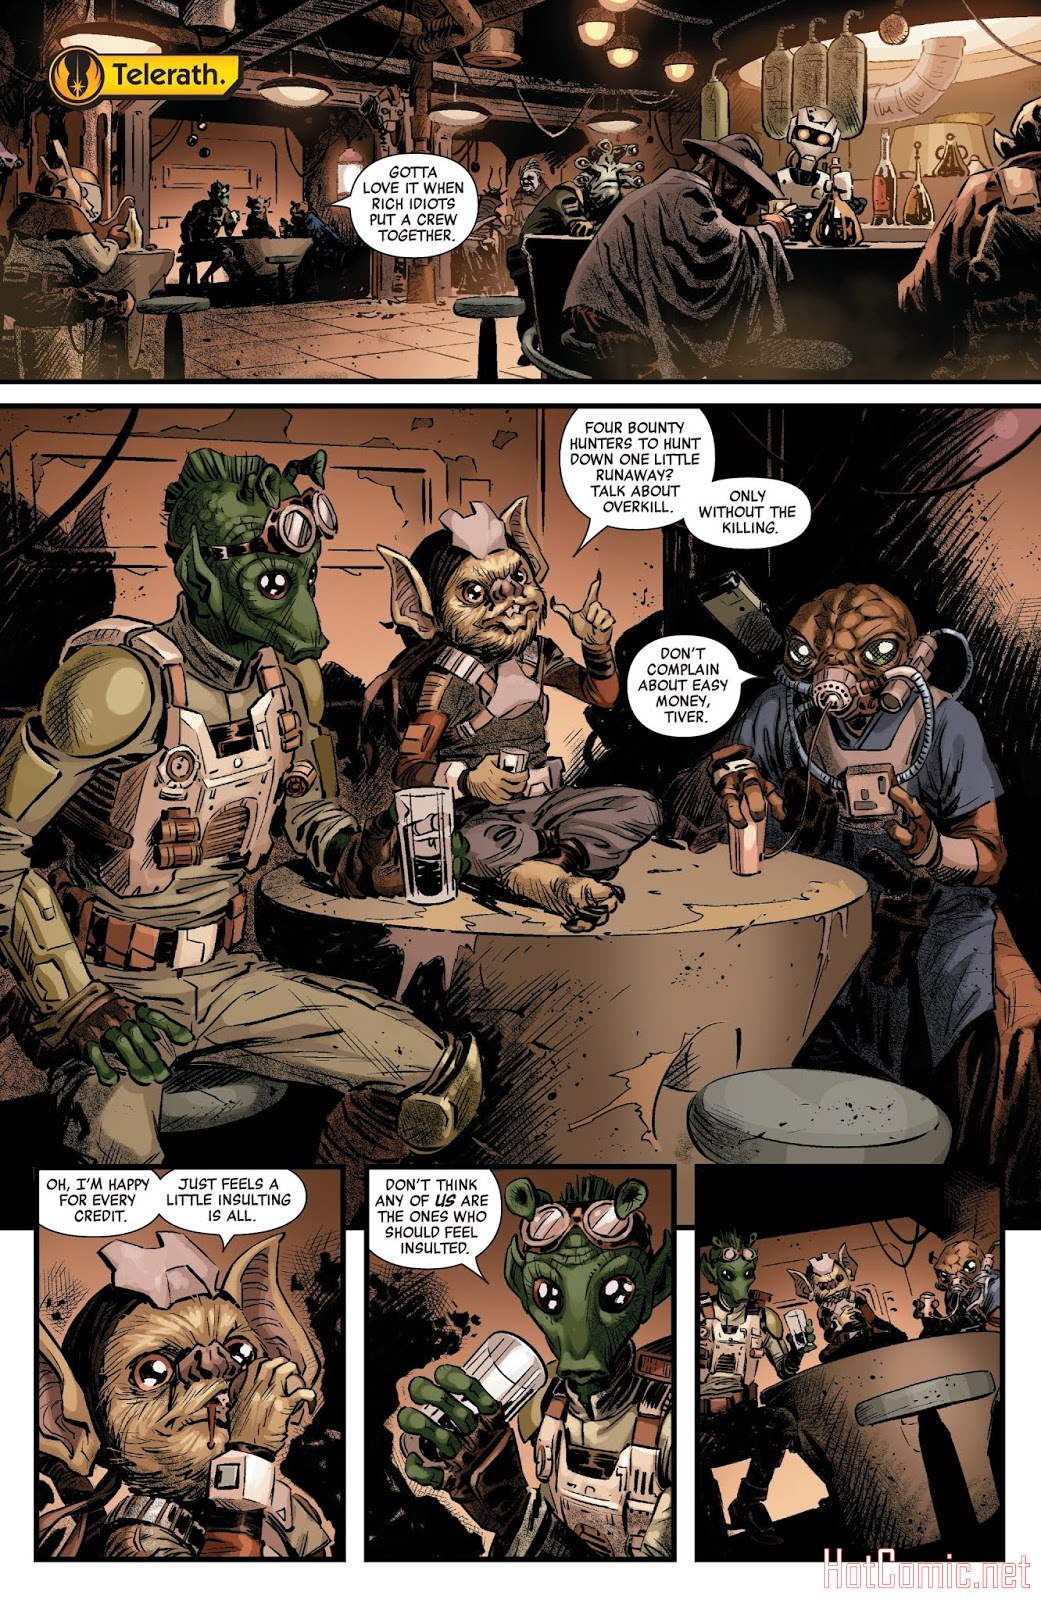 Telerath.
GOTTA
LOVE IT WHEN
RICH IDIOTS
PUT A CREW
TOGETHER.
FOUR BOUNTY
HUNTERS TO HUNT
DOWN ONE LITTLE
RUNAWAY?
TALK ABOUT
OVERKILL.
ONLY
WITHOUT THE
KILLING.
DON'T
COMPLAIN
ABOUT EASY
MONEY,
TIVER.
OH, I'M HAPPY
FOR EVERY
CREDIT.
JUST FEELS A
LITTLE INSULTING
IS ALL.
DON'T THINK
ANY OF US ARE
THE ONES WHO
SHOULD FEEL
INSULTED.
HotComic.net